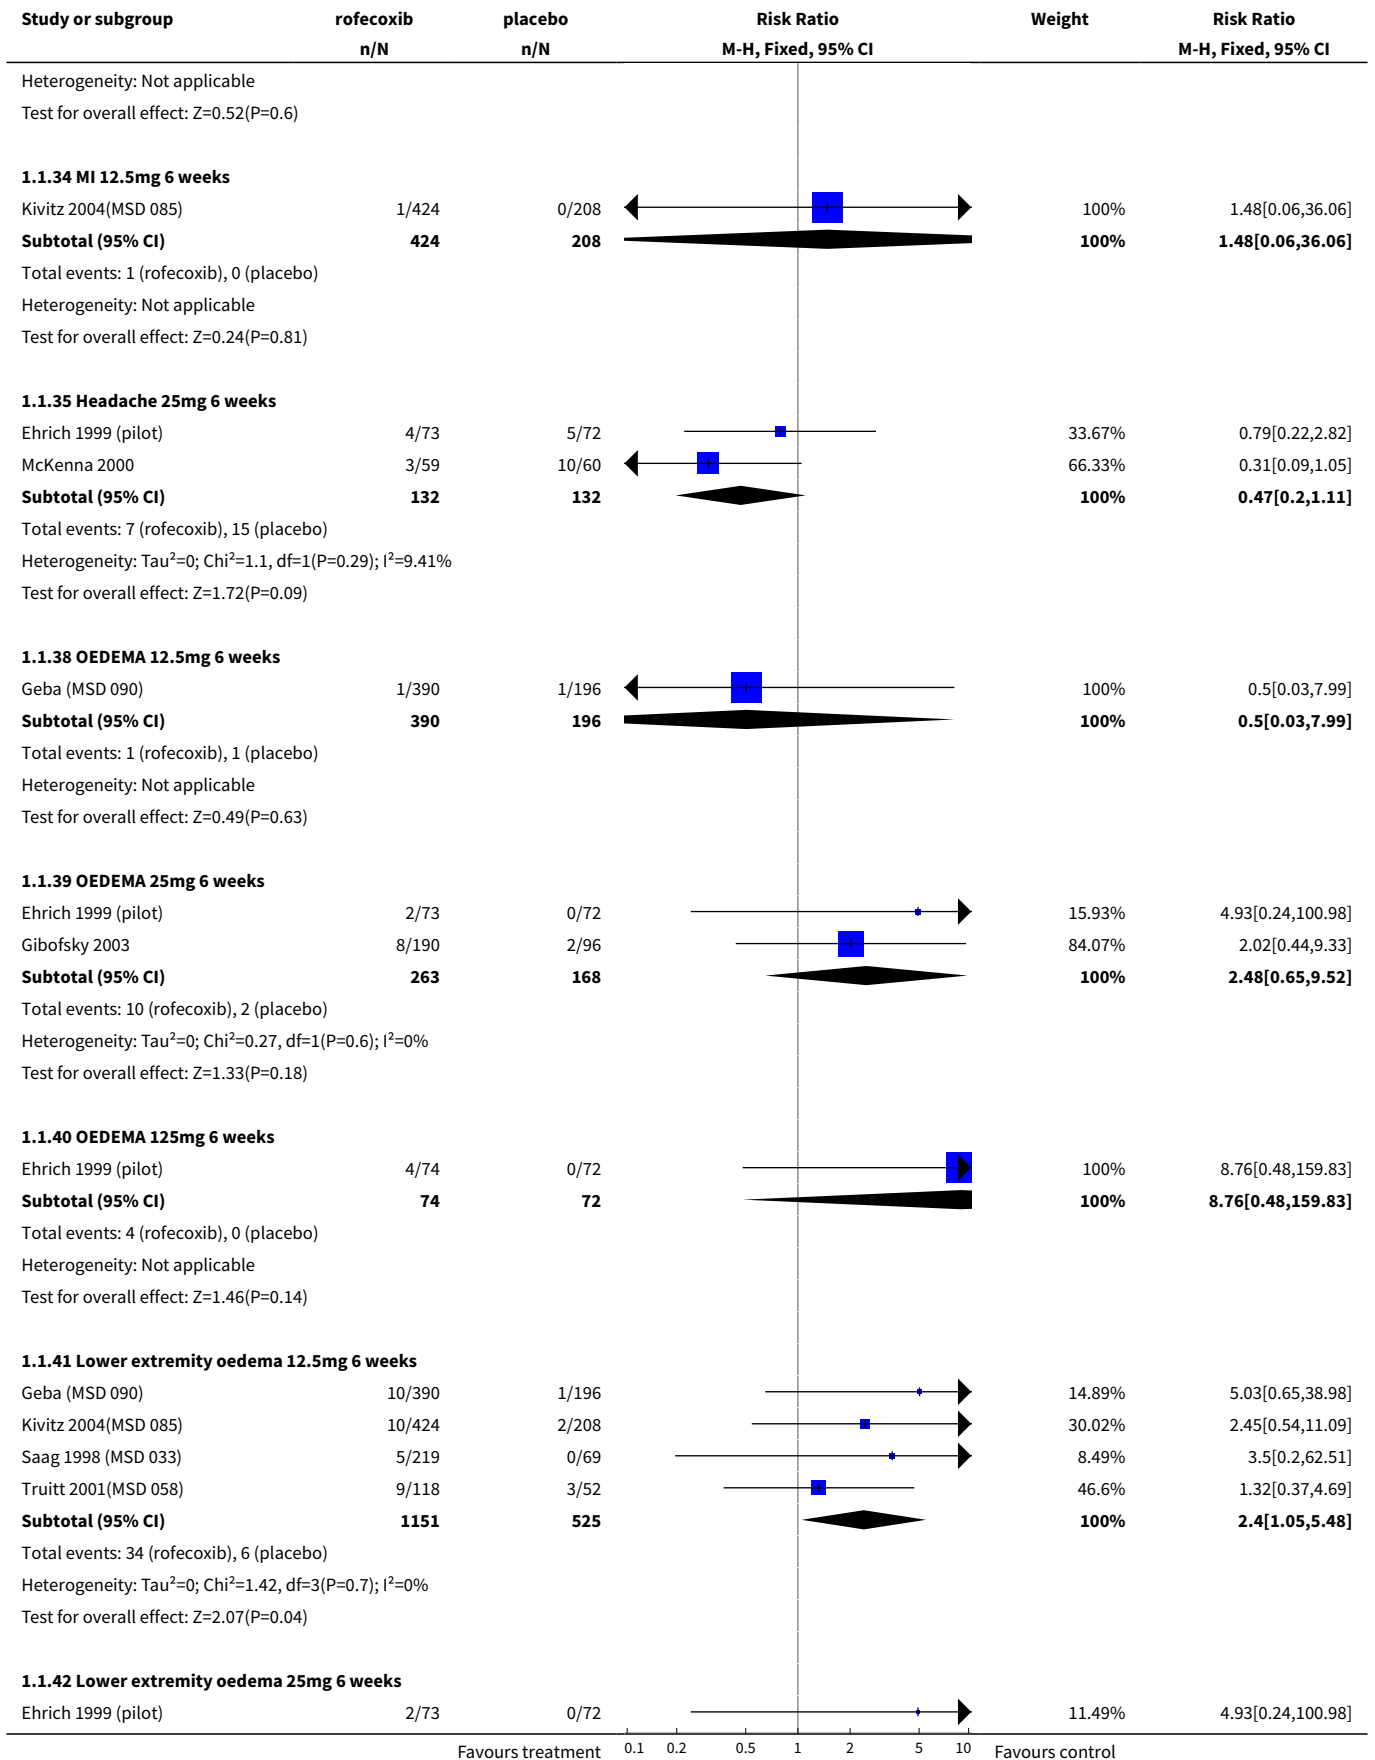 Study or subgroup rofecoxib placebo Risk Ratio Weight Risk Ratio
n/N n/N M-H, Fixed, 95% CI M-H, Fixed, 95% CI
Heterogeneity: Not applicable
Test for overall effect: Z=0.52(P=0.6)
1.1.34 MI 12.5mg 6 weeks
Kivitz 2004(MSD 085) 1/424 0/208 100% 1.48[0.06,36.06]
Subtotal (95% CI) 424 208 100% 1.48[0.06,36.06]
Total events: 1 (rofecoxib), 0 (placebo)
Heterogeneity: Not applicable
Test for overall effect: Z=0.24(P=0.81)
1.1.35 Headache 25mg 6 weeks
Ehrich 1999 (pilot) 4/73 5/72 33.67% 0.79[0.22,2.82]
McKenna 2000 3/59 10/60 66.33% 0.31[0.09,1.05]
Subtotal (95% CI) 132 132 100% 0.47[0.2,1.11]
Total events: 7 (rofecoxib), 15 (placebo)
Heterogeneity: Tau²=0; Chi²=1.1, df=1(P=0.29); I²=9.41%
Test for overall effect: Z=1.72(P=0.09)
1.1.38 OEDEMA 12.5mg 6 weeks
Geba (MSD 090) 1/390 1/196 100% 0.5[0.03,7.99]
Subtotal (95% CI) 390 196 100% 0.5[0.03,7.99]
Total events: 1 (rofecoxib), 1 (placebo)
Heterogeneity: Not applicable
Test for overall effect: Z=0.49(P=0.63)
1.1.39 OEDEMA 25mg 6 weeks
Ehrich 1999 (pilot) 2/73 0/72 15.93% 4.93[0.24,100.98]
Gibofsky 2003 8/190 2/96 84.07% 2.02[0.44,9.33]
Subtotal (95% CI) 263 168 100% 2.48[0.65,9.52]
Total events: 10 (rofecoxib), 2 (placebo)
Heterogeneity: Tau²=0; Chi²=0.27, df=1(P=0.6); I²=0%
Test for overall effect: Z=1.33(P=0.18)
1.1.40 OEDEMA 125mg 6 weeks
Ehrich 1999 (pilot) 4/74 0/72 100% 8.76[0.48,159.83]
Subtotal (95% CI) 74 72 100% 8.76[0.48,159.83]
Total events: 4 (rofecoxib), 0 (placebo)
Heterogeneity: Not applicable
Test for overall effect: Z=1.46(P=0.14)
1.1.41 Lower extremity oedema 12.5mg 6 weeks
Geba (MSD 090) 10/390 1/196 14.89% 5.03[0.65,38.98]
Kivitz 2004(MSD 085) 10/424 2/208 30.02% 2.45[0.54,11.09]
Saag 1998 (MSD 033) 5/219 0/69 8.49% 3.5[0.2,62.51]
Truitt 2001(MSD 058) 9/118 3/52 46.6% 1.32[0.37,4.69]
Subtotal (95% CI) 1151 525 100% 2.4[1.05,5.48]
Total events: 34 (rofecoxib), 6 (placebo)
Heterogeneity: Tau²=0; Chi²=1.42, df=3(P=0.7); I²=0%
Test for overall effect: Z=2.07(P=0.04)
1.1.42 Lower extremity oedema 25mg 6 weeks
Ehrich 1999 (pilot) 2/73 0/72 11.49% 4.93[0.24,100.98]
Favours treatment 0.1 0.2 0.5 1 2 5 10 Favours control